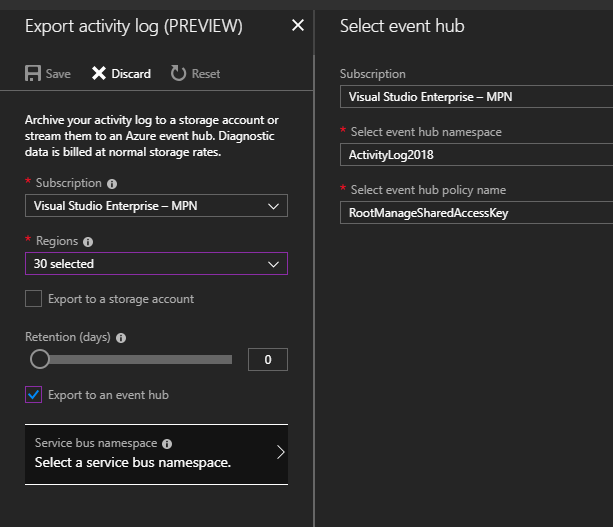 Export activity log (PREVIEW)
Save Discard Reset
Archive your activity log to a storage account or
stream them to an Azure event hub. Diagnostic
data is billed at normal storage rates.
* Subscription
Visual Studio Enterprise – MPN
* Regions
30 selected
Export to a storage account
Retention (days)
0
Export to an event hub
Service bus namespace
Select a service bus namespace.
Select event hub
Subscription
Visual Studio Enterprise – MPN
* Select event hub namespace
ActivityLog2018
* Select event hub policy name
RootManageSharedAccessKey